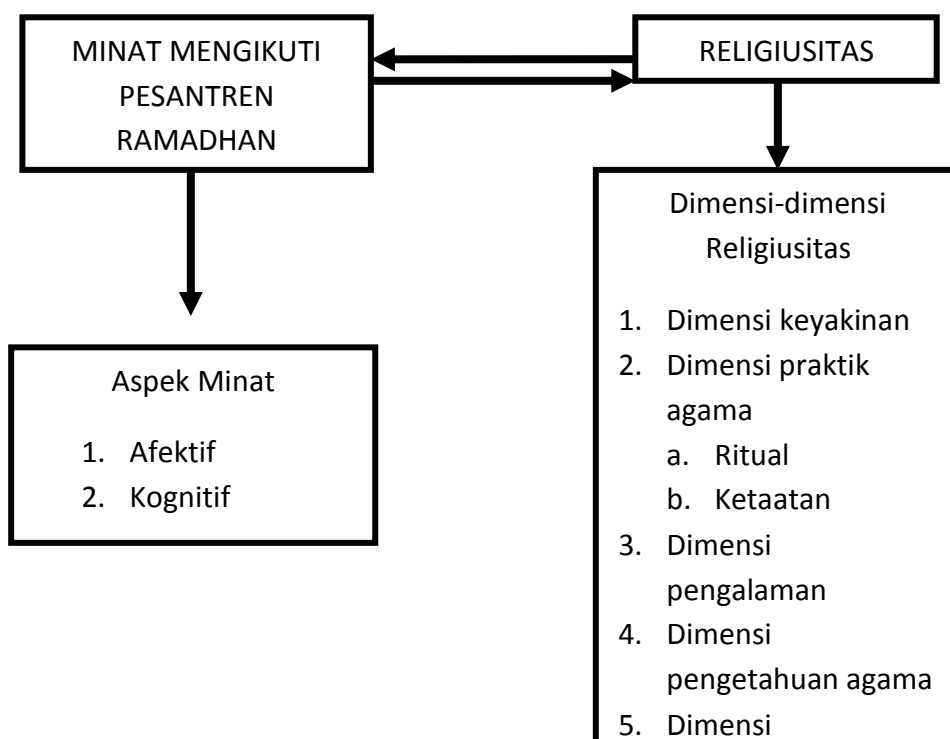 MINAT MENGIKUTI
PESANTREN
RAMADHAN
RELIGIUSITAS
Aspek Minat
1. Afektif
2. Kognitif
Dimensi-dimensi
Religiusitas
1. Dimensi keyakinan
2. Dimensi praktik
agama
a. Ritual
b. Ketaatan
3. Dimensi
pengalaman
4. Dimensi
pengetahuan agama
5. Dimensi